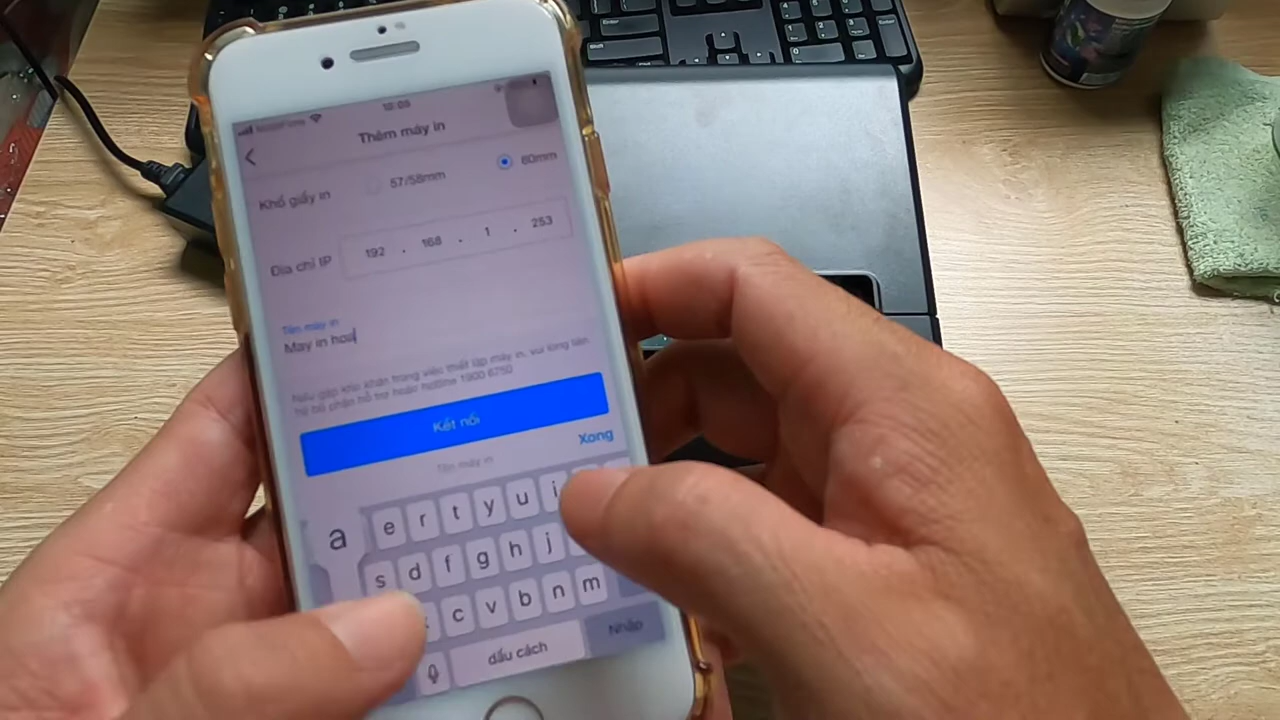 Thêm máy in
Khổ giấy in 57/58mm 80mm
Địa chỉ IP 192 . 168 . 1 . 253
Tên máy in
May in hoa
Nếu gặp khó khăn trong việc thiết lập máy in, vui lòng liên
hệ bộ phận hỗ trợ hoặc hotline 1900 6750
Kết nối
Xong
Tên máy in
a e r t y u i
s d f g h j
c v b n m
dấu cách Nhập